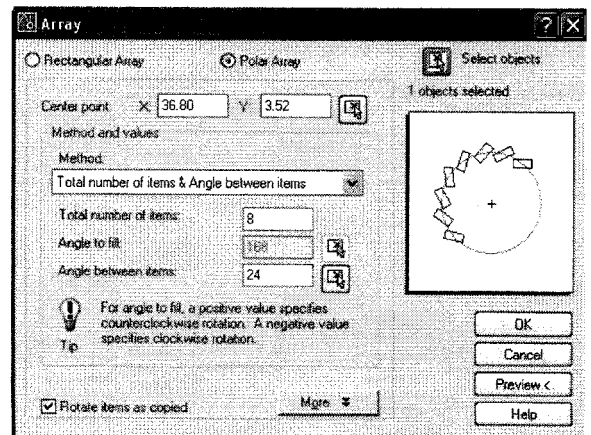 Array
Rectangular Array Polar Array Select objects
Center point: X: 36.80 Y: 3.52 1 objects selected
Method and values
Method:
Total number of items & Angle between items
Total number of items: 8
Angle to fill: 168
Angle between items: 24
For angle to fill, a positive value specifies
counterclockwise rotation. A negative value
specifies clockwise rotation.
Tip
OK
Cancel
Preview <
Help
Rotate items as copied More